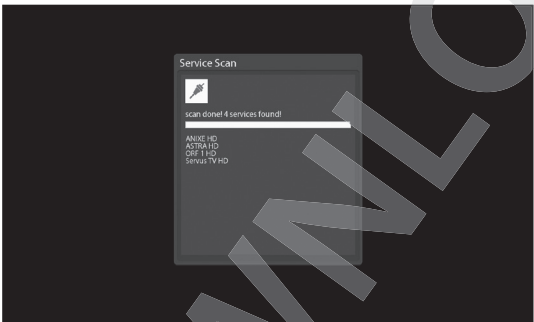 Service Scan
scan done! 4 services found!
ANIXE HD
ASTRA HD
ORF 1 HD
Servus TV HD